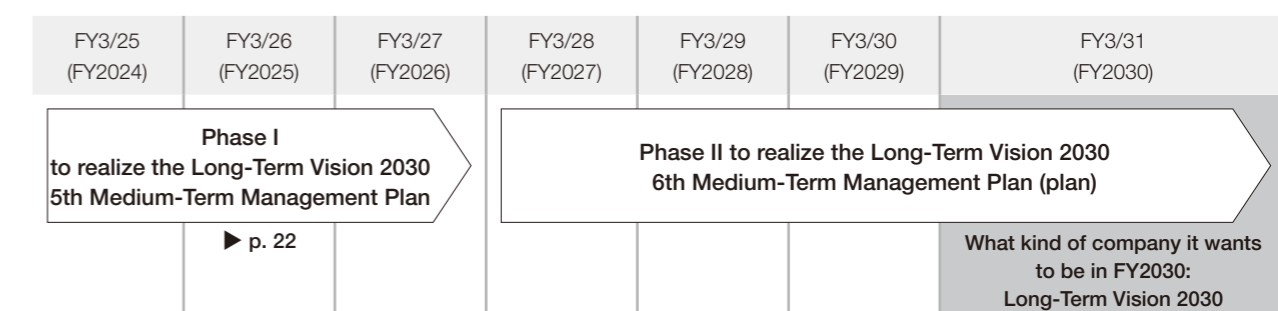 FY3/25
(FY2024)
FY3/26
(FY2025)
FY3/27
(FY2026)
FY3/28
(FY2027)
FY3/29
(FY2028)
FY3/30
(FY2029)
FY3/31
(FY2030)
Phase I
to realize the Long-Term Vision 2030
5th Medium-Term Management Plan
▶ p. 22
Phase II to realize the Long-Term Vision 2030
6th Medium-Term Management Plan (plan)
What kind of company it wants
to be in FY2030:
Long-Term Vision 2030